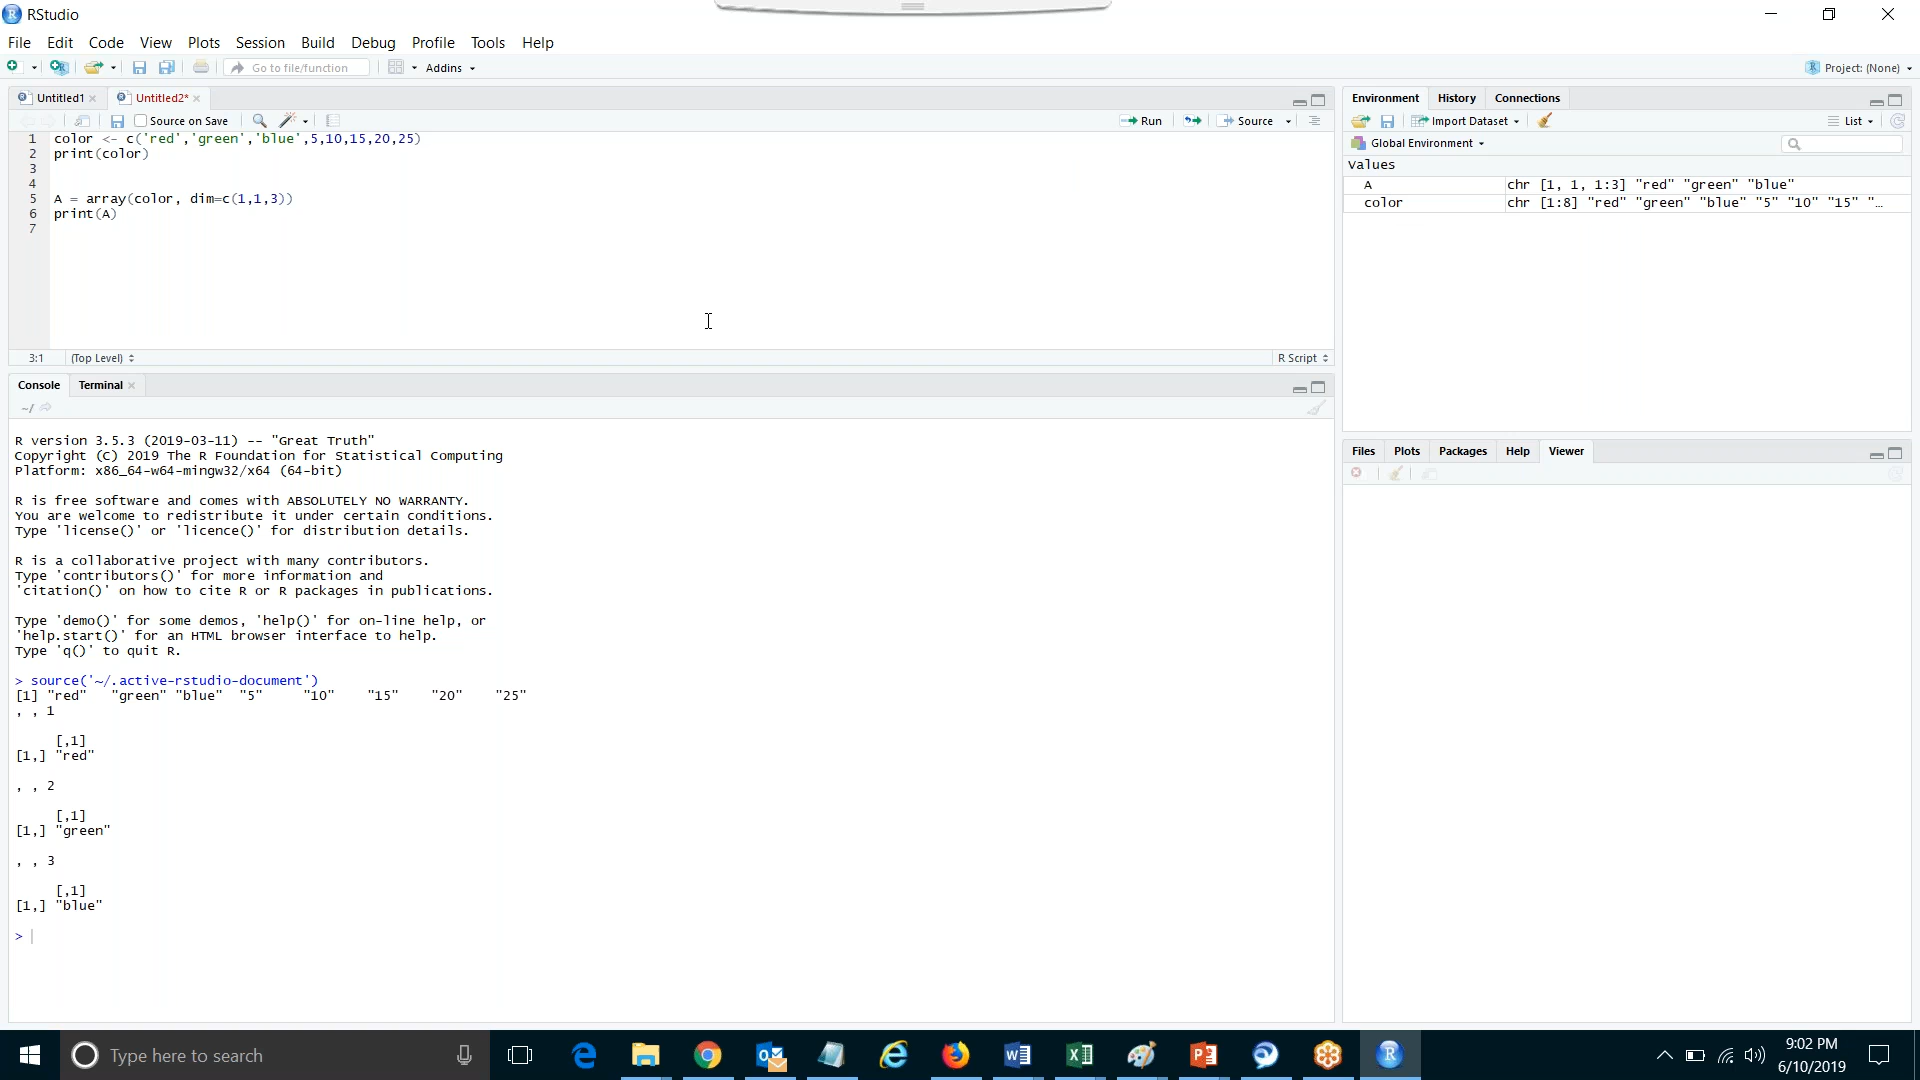 RStudio
File Edit Code View Plots Session Build Debug Profile Tools Help
Go to file/function Addins Project: (None)
Untitled1 Untitled2*
Source on Save Run Source
1 color <- c('red','green','blue',5,10,15,20,25)
2 print(color)
3
4
5 A = array(color, dim=c(1,1,3))
6 print(A)
7
3:1 (Top Level) R Script
Console Terminal
~/
R version 3.5.3 (2019-03-11) -- "Great Truth"
Copyright (C) 2019 The R Foundation for Statistical Computing
Platform: x86_64-w64-mingw32/x64 (64-bit)
R is free software and comes with ABSOLUTELY NO WARRANTY.
You are welcome to redistribute it under certain conditions.
Type 'license()' or 'licence()' for distribution details.
R is a collaborative project with many contributors.
Type 'contributors()' for more information and
'citation()' on how to cite R or R packages in publications.
Type 'demo()' for some demos, 'help()' for on-line help, or
'help.start()' for an HTML browser interface to help.
Type 'q()' to quit R.
> source('~/.active-rstudio-document')
[1] "red" "green" "blue" "5" "10" "15" "20" "25"
, , 1
[,1]
[1,] "red"
, , 2
[,1]
[1,] "green"
, , 3
[,1]
[1,] "blue"
>
Environment History Connections
Import Dataset List
Global Environment
Values
A chr [1, 1, 1:3] "red" "green" "blue"
color chr [1:8] "red" "green" "blue" "5" "10" "15" "…
Files Plots Packages Help Viewer
Type here to search
9:02 PM
6/10/2019